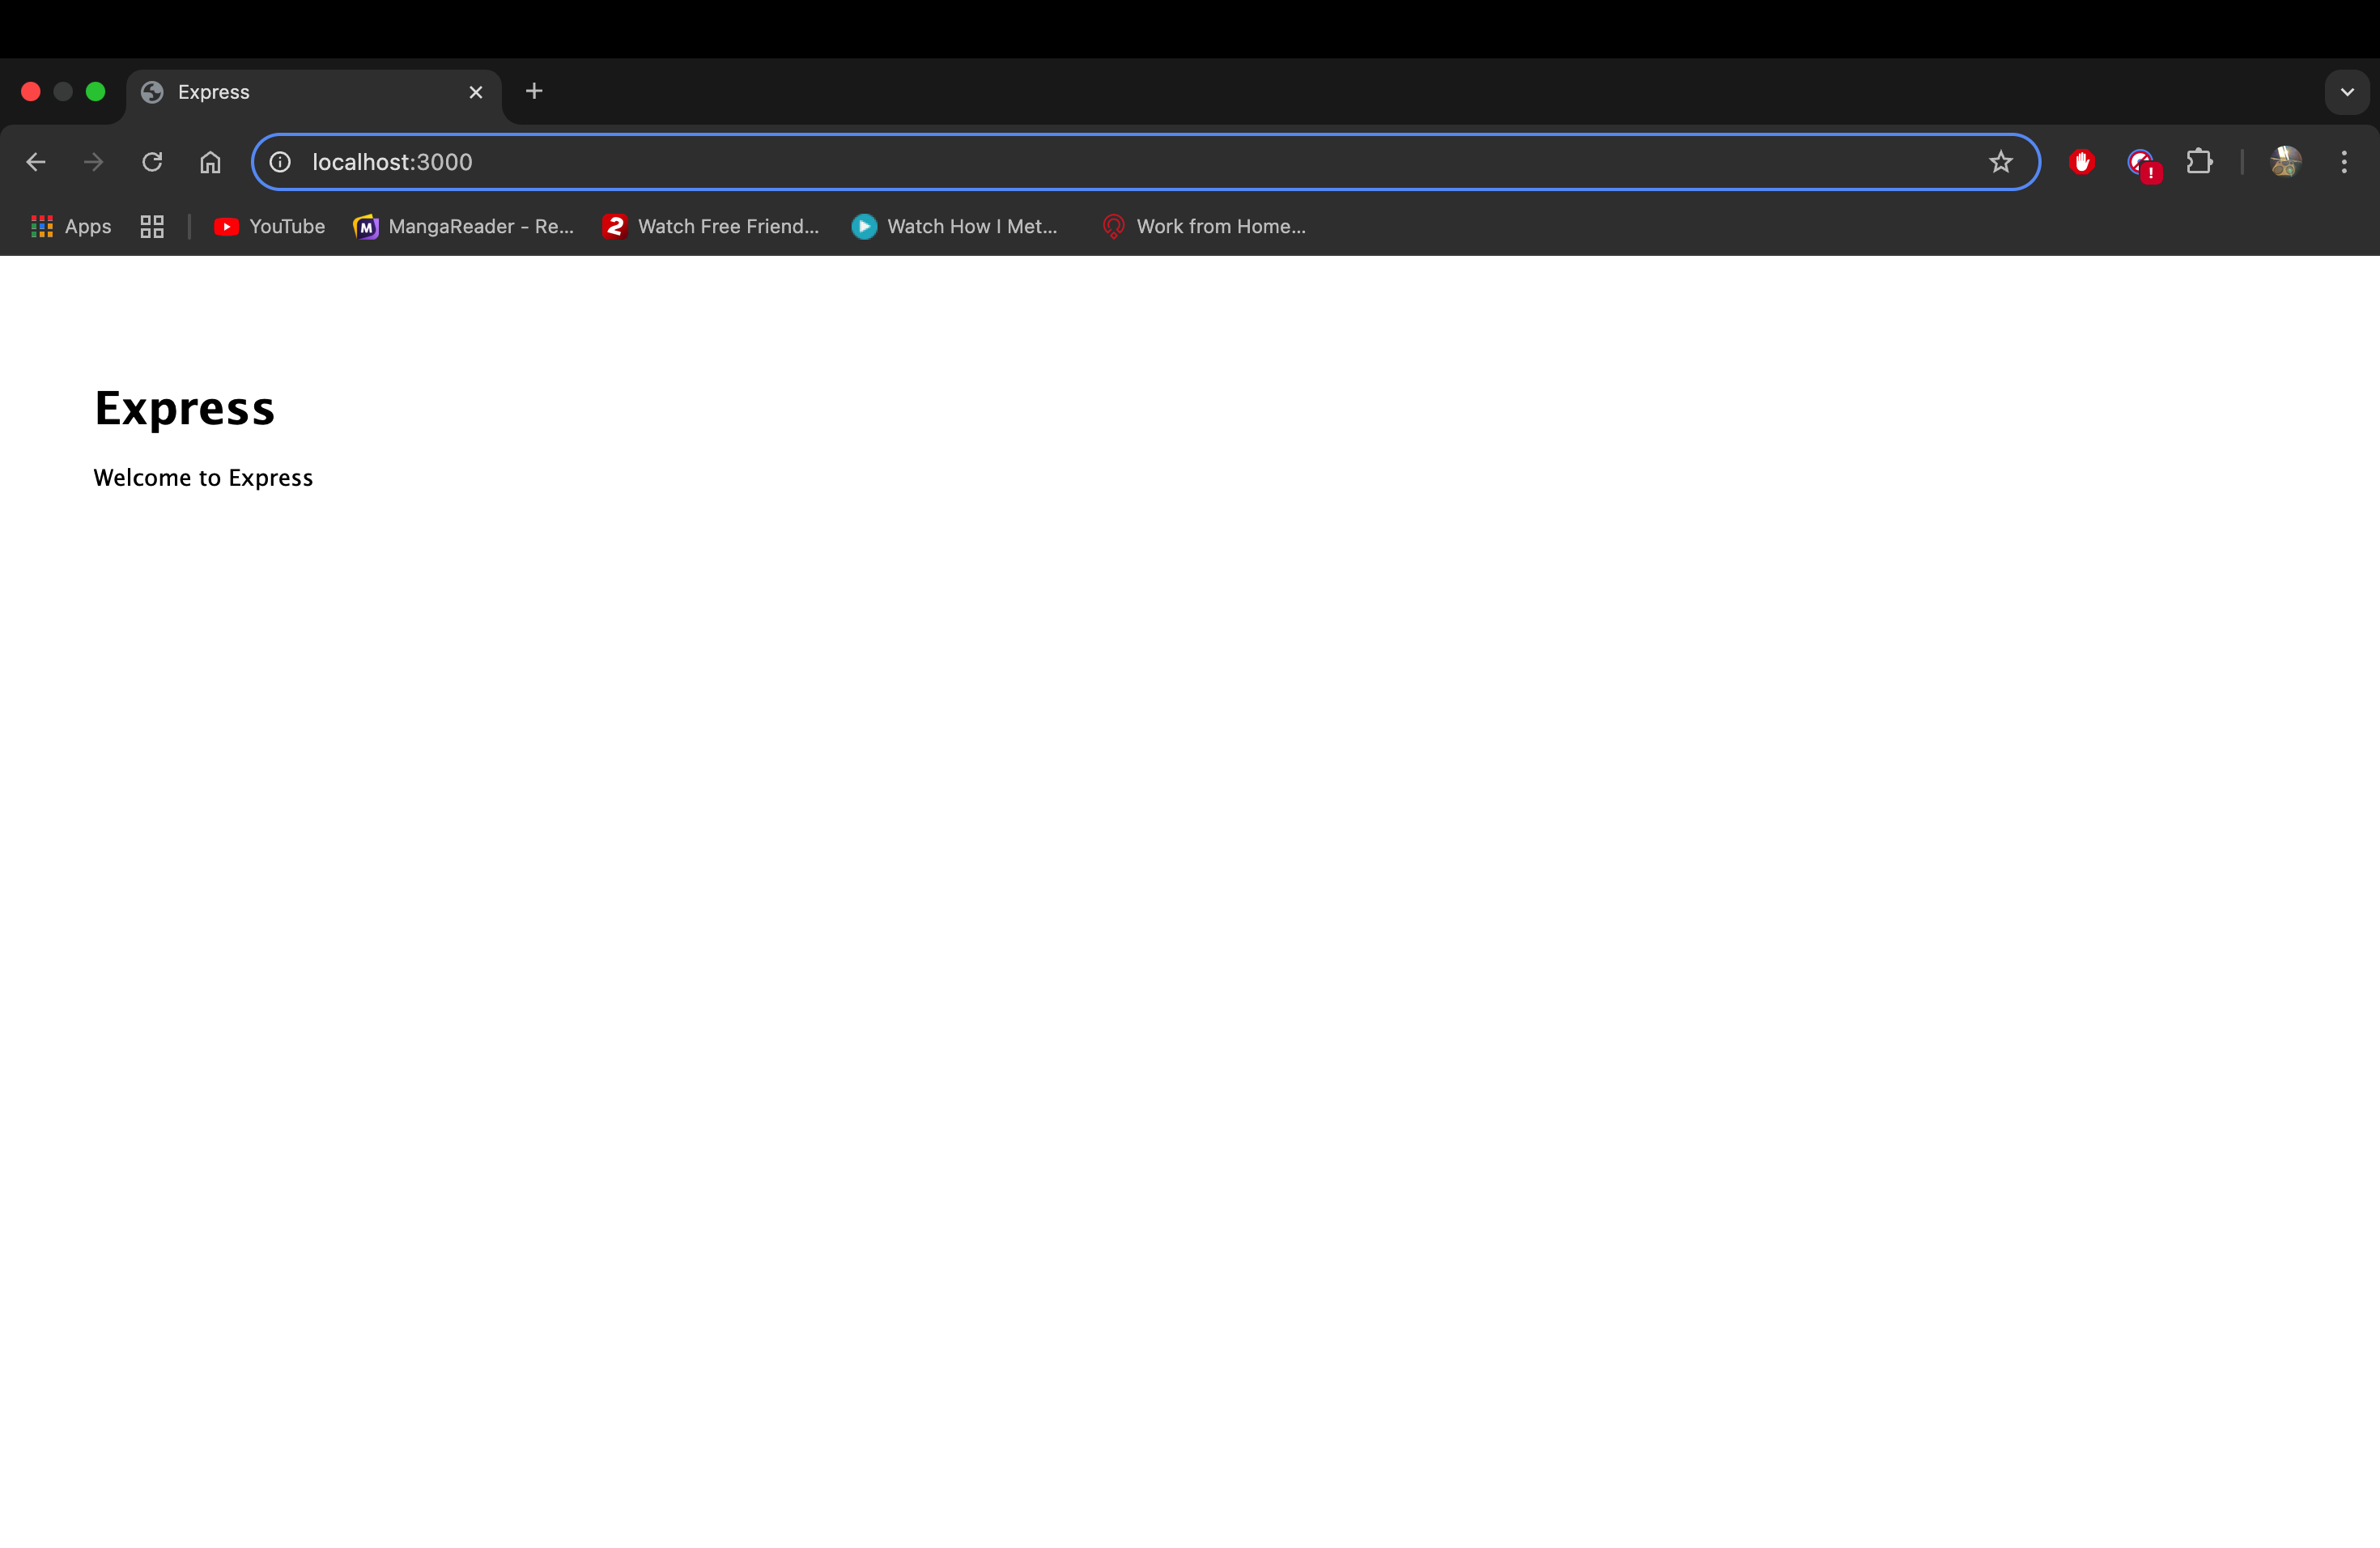 Express
localhost:3000
Apps
YouTube
MangaReader - Re...
Watch Free Friend...
Watch How I Met...
Work from Home...
Express
Welcome to Express